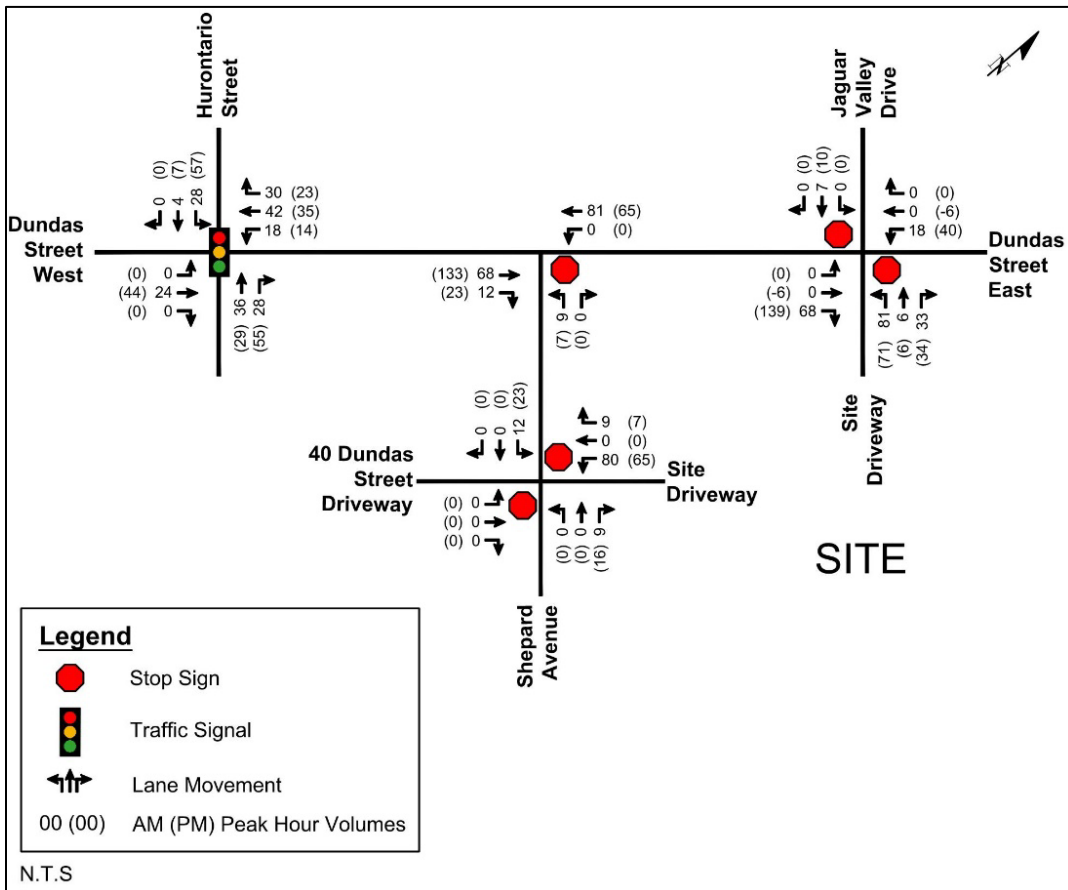 Hurontario
Street
Jaguar
Valley
Drive
N
0 (0)
4 (7)
28 (57)
30 (23)
42 (35)
18 (14)
Dundas
Street
West
(0) 0
(44) 24
(0) 0
(29) 36
(55) 28
81 (65)
0 (0)
(133) 68
(23) 12
(7) 9
(0) 0
0 (0)
7 (10)
0 (0)
0 (0)
0 (-6)
18 (40)
Dundas
Street
East
(0) 0
(-6) 0
(139) 68
(71) 81
(6) 6
(34) 33
Site
Driveway
0 (0)
0 (0)
12 (23)
9 (7)
0 (0)
80 (65)
40 Dundas
Street
Driveway
Site
Driveway
(0) 0
(0) 0
(0) 0
(0) 0
(0) 0
(16) 9
SITE
Shepard
Avenue
Legend
Stop Sign
Traffic Signal
Lane Movement
00 (00) AM (PM) Peak Hour Volumes
N.T.S